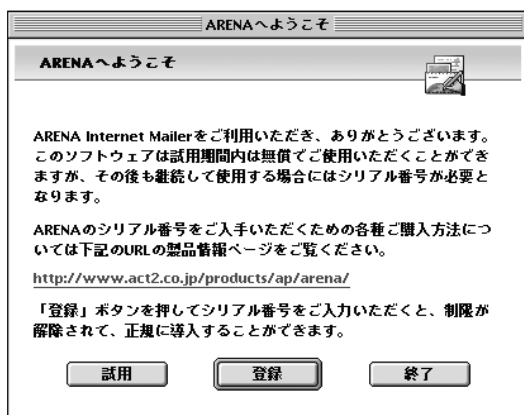 ARENAへようこそ
ARENAへようこそ
ARENA Internet Mailerをご利用いただき、ありがとうございます。
このソフトウェアは試用期間内は無償でご使用いただくことができ
ますが、その後も継続して使用する場合にはシリアル番号が必要と
なります。
ARENAのシリアル番号をご入手いただくための各種ご購入方法につ
いては下記のURLの製品情報ページをご覧ください。
http://www.act2.co.jp/products/ap/arena/
「登録」ボタンを押してシリアル番号をご入力いただくと、制限が
解除されて、正規に導入することができます。
試用 登録 終了